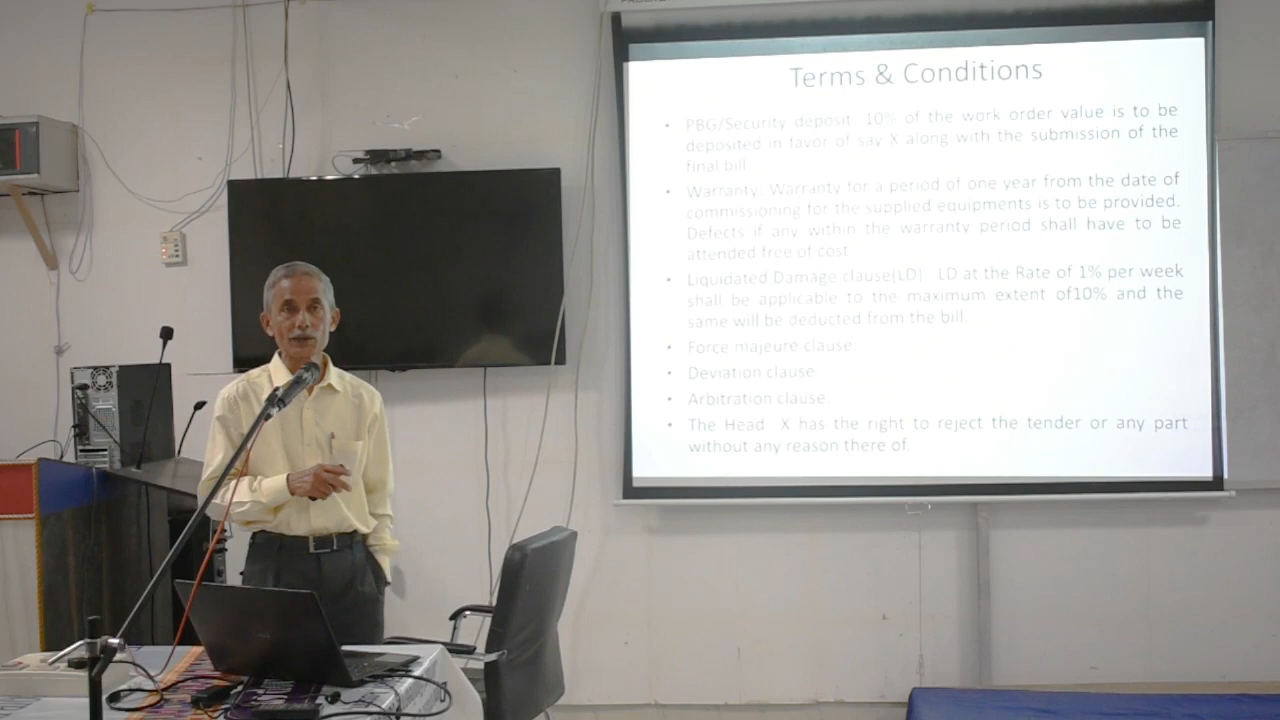 Terms & Conditions
• PBG/Security deposit: 10% of the work order value is to be
deposited in favor of say X along with the submission of the
final bill.
• Warranty: Warranty for a period of one year from the date of
commissioning for the supplied equipments is to be provided.
Defects if any within the warranty period shall have to be
attended free of cost.
• Liquidated Damage clause(LD): LD at the Rate of 1% per week
shall be applicable to the maximum extent of10% and the
same will be deducted from the bill.
• Force majeure clause:
• Deviation clause:
• Arbitration clause:
• The Head X has the right to reject the tender or any part
without any reason there of.